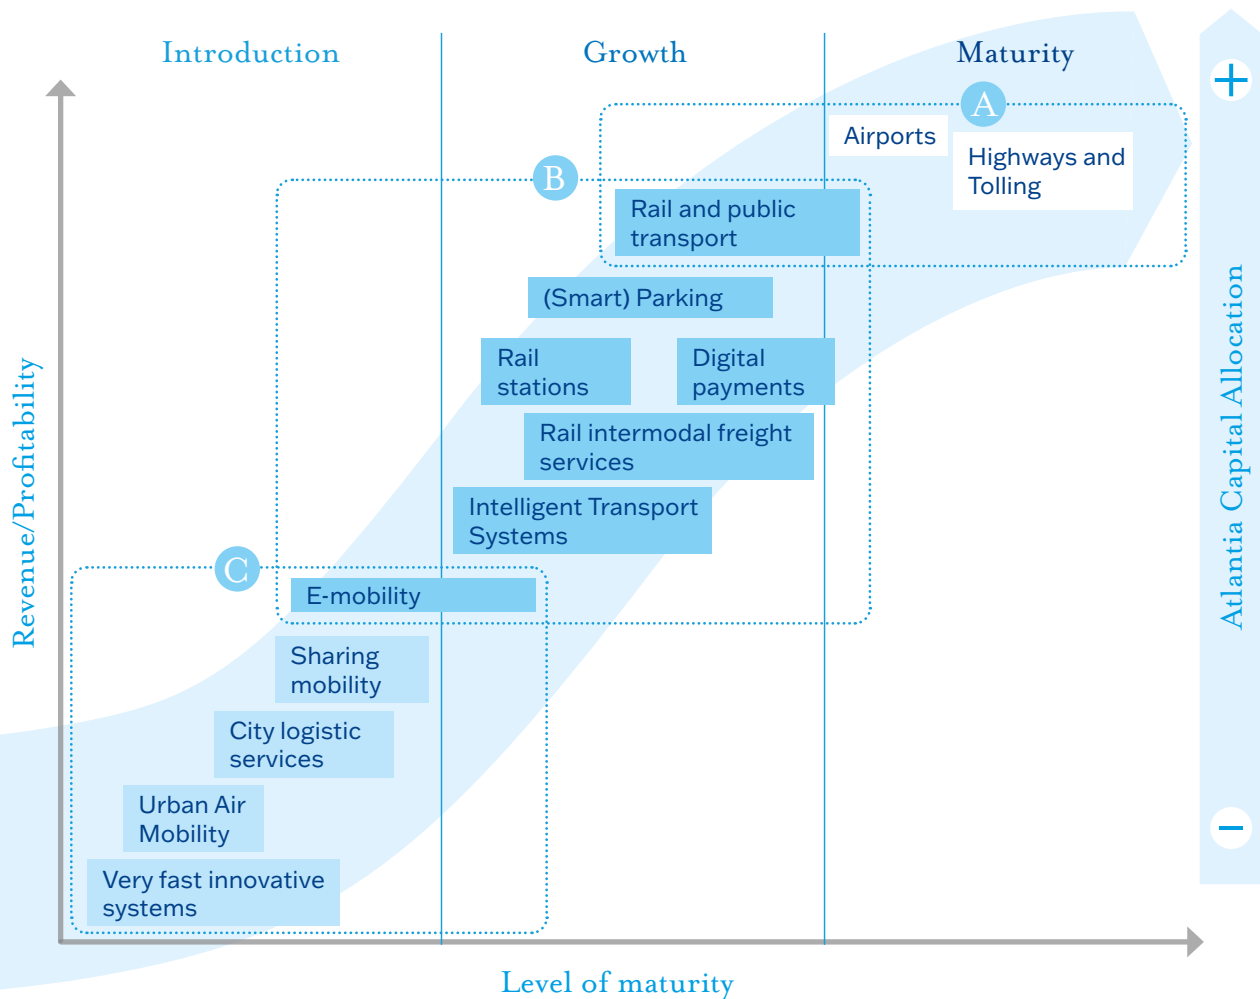 Introduction
Growth
Maturity
A
Airports
Highways and
Tolling
B
Rail and public
transport
(Smart) Parking
Rail
stations
Digital
payments
Rail intermodal freight
services
Intelligent Transport
Systems
C
E-mobility
Sharing
mobility
City logistic
services
Urban Air
Mobility
Very fast innovative
systems
Revenue/Profitability
Level of maturity
+
Atlantia Capital Allocation
−